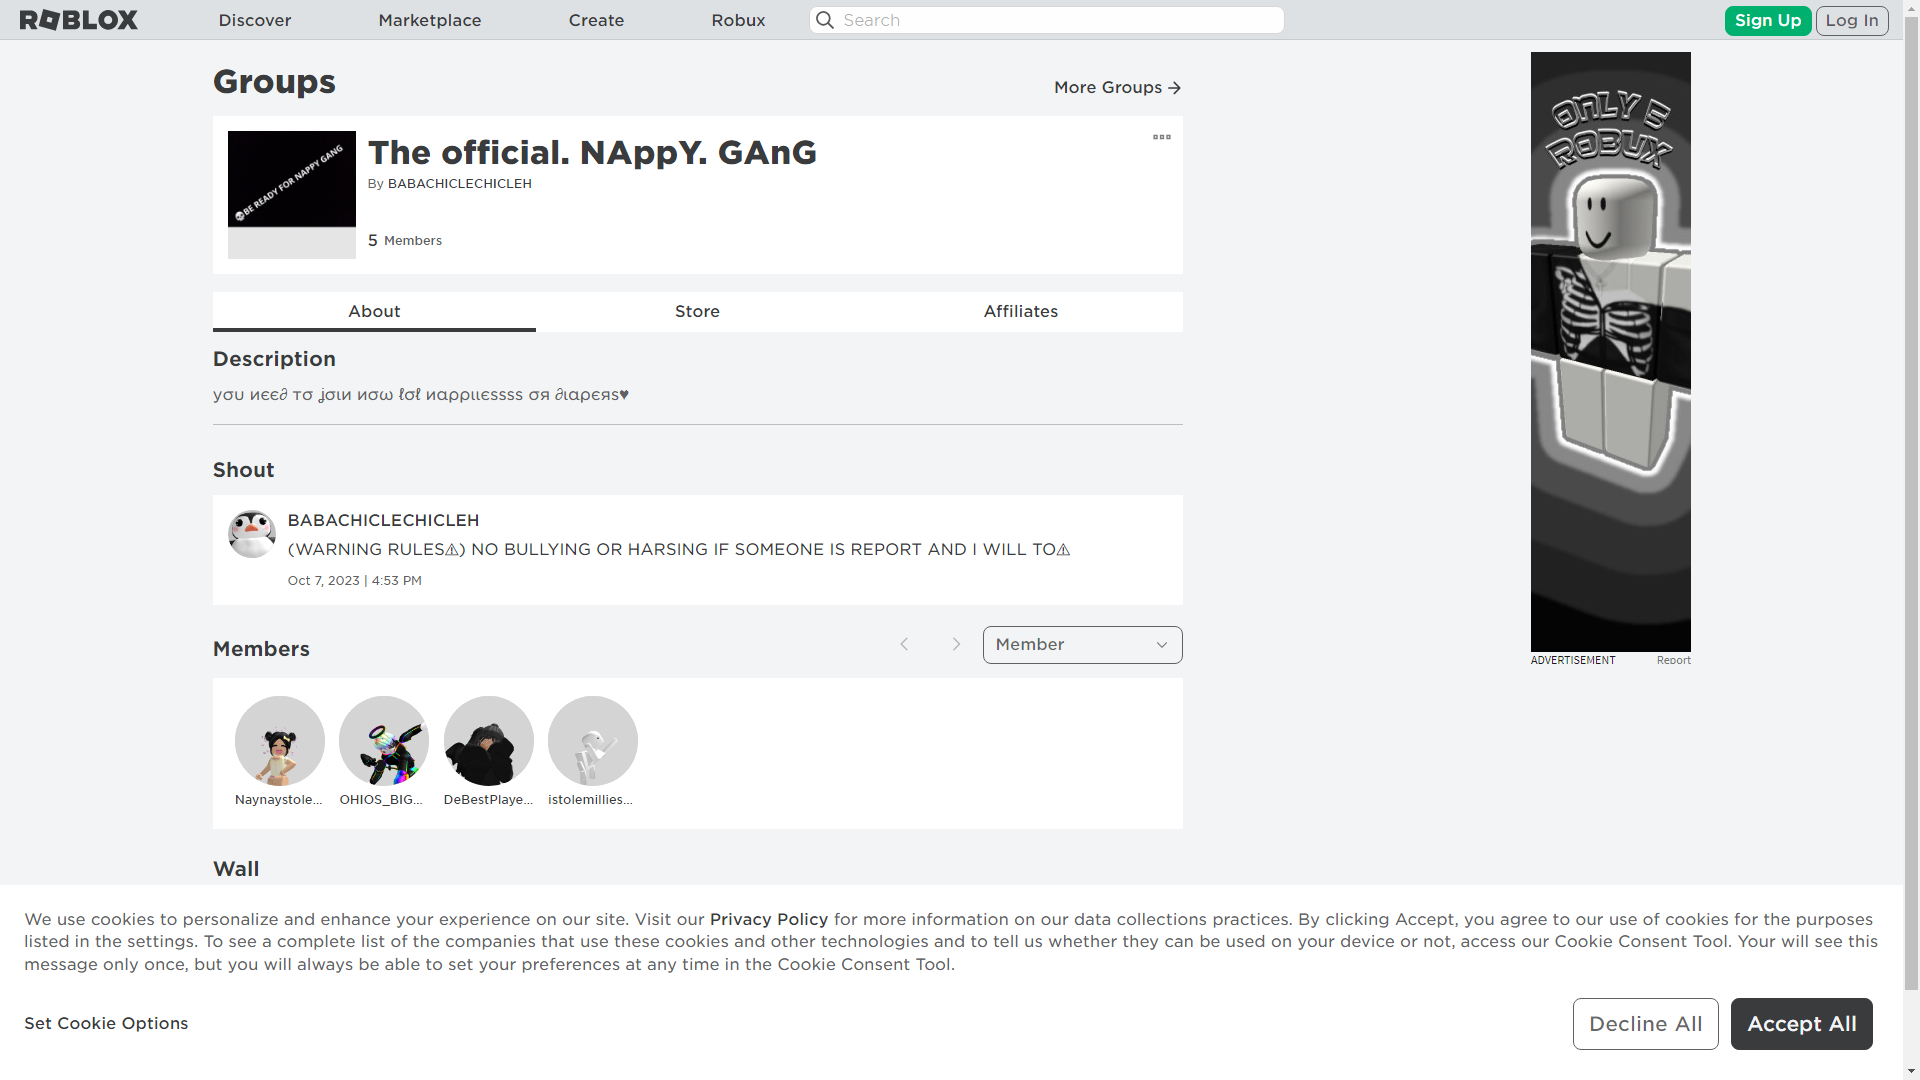 ROBLOX
Discover
Marketplace
Create
Robux
Search
Sign Up
Log In
Groups
More Groups
BE READY FOR NAPPY GANG
The official. NAppY. GAnG
By BABACHICLECHICLEH
5 Members
About
Store
Affiliates
Description
уσυ иєє∂ тσ ʝσιи иσω ℓσℓ иαρριιєѕѕѕѕ σя ∂ιαρєяѕ♥
Shout
BABACHICLECHICLEH
(WARNING RULES⚠) NO BULLYING OR HARSING IF SOMEONE IS REPORT AND I WILL TO⚠
Oct 7, 2023 | 4:53 PM
Members
Member
Naynaystole...
OHIOS_BIG...
DeBestPlaye...
istolemillies...
Wall
ONLY 5
ROBUX
ADVERTISEMENT
Report
We use cookies to personalize and enhance your experience on our site. Visit our Privacy Policy for more information on our data collections practices. By clicking Accept, you agree to our use of cookies for the purposes
listed in the settings. To see a complete list of the companies that use these cookies and other technologies and to tell us whether they can be used on your device or not, access our Cookie Consent Tool. Your will see this
message only once, but you will always be able to set your preferences at any time in the Cookie Consent Tool.
Set Cookie Options
Decline All
Accept All